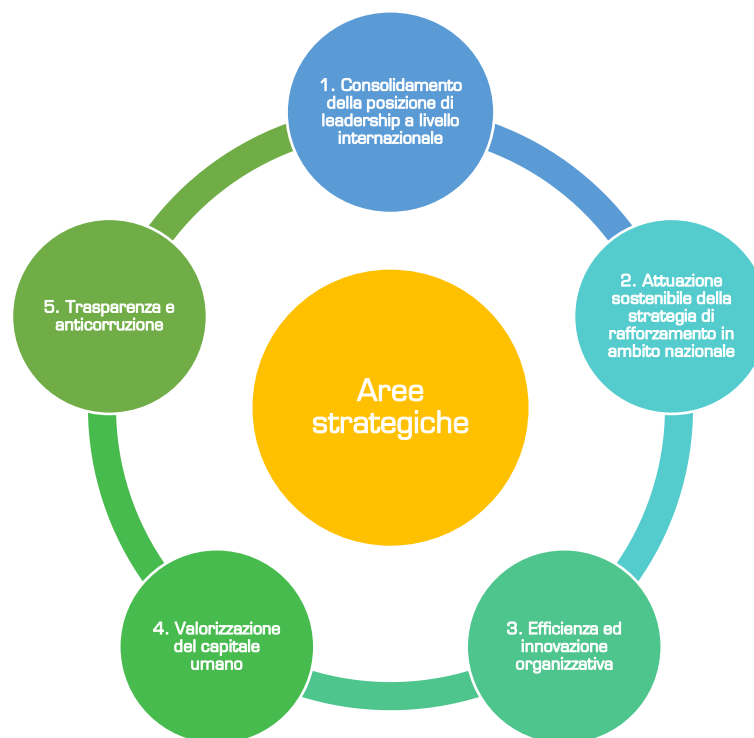 1. Consolidamento
della posizione di
leadership a livello
internazionale
2. Attuazione
sostenibile della
strategia di
rafforzamento in
ambito nazionale
3. Efficienza ed
innovazione
organizzativa
4. Valorizzazione
del capitale
umano
5. Trasparenza e
anticorruzione
Aree
strategiche